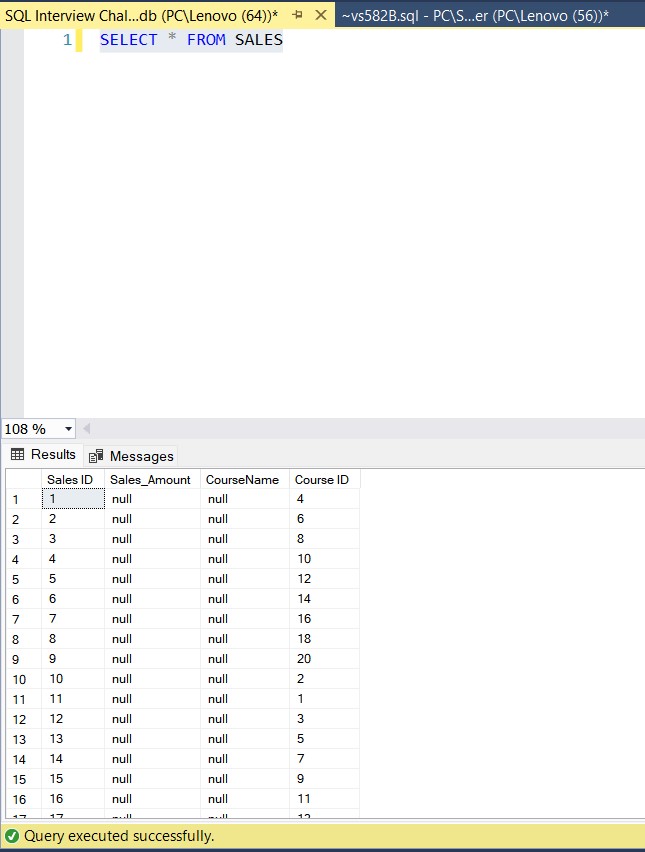 SQL Interview Chal...db (PC\Lenovo (64))* ~vs582B.sql - PC\S...er (PC\Lenovo (56))*
1 SELECT * FROM SALES
108 %
Results Messages
Sales ID Sales_Amount CourseName Course ID
1 1 null null 4
2 2 null null 6
3 3 null null 8
4 4 null null 10
5 5 null null 12
6 6 null null 14
7 7 null null 16
8 8 null null 18
9 9 null null 20
10 10 null null 2
11 11 null null 1
12 12 null null 3
13 13 null null 5
14 14 null null 7
15 15 null null 9
16 16 null null 11
17 17 null null
Query executed successfully.